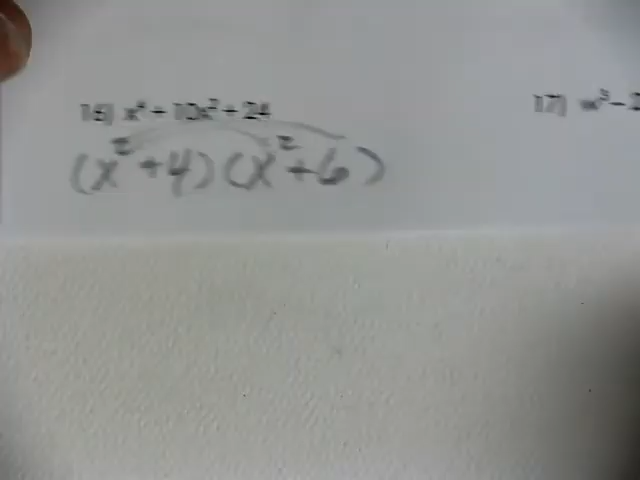 16) x⁴ + 10x² + 24
17)
(x² + 4) (x² + 6)